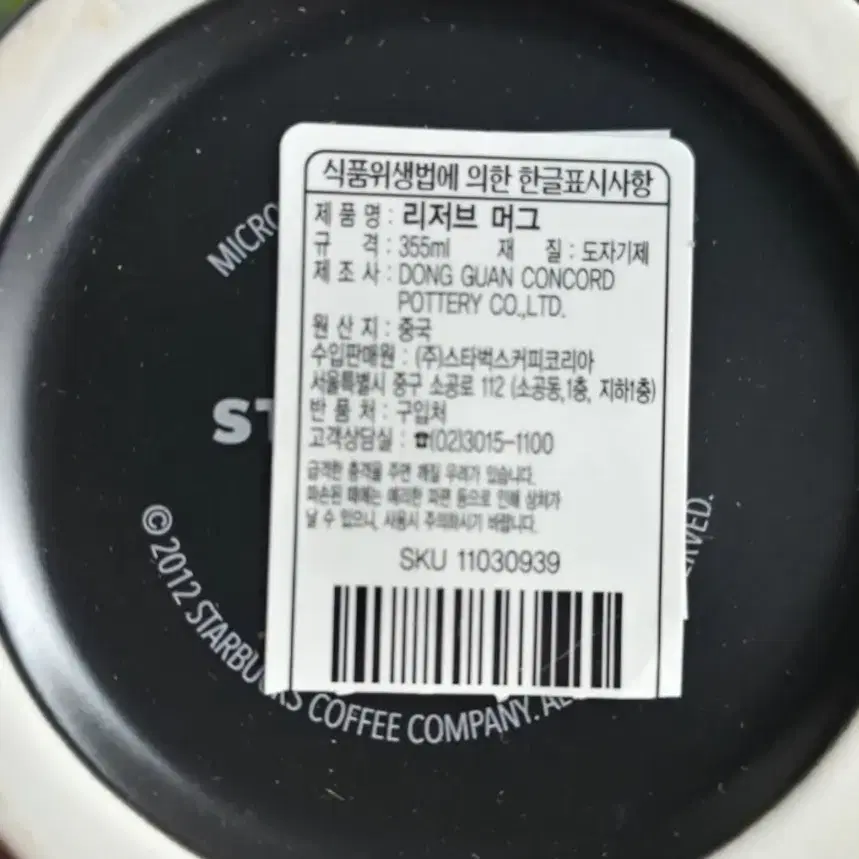 식품위생법에 의한 한글표시사항
제 품 명 : 리저브 머그
규 격 : 355ml 재 질 : 도자기제
제 조 사 : DONG GUAN CONCORD
POTTERY CO.,LTD.
원 산 지 : 중국
수입판매원 : (주)스타벅스커피코리아
서울특별시 중구 소공로 112 (소공동,1층, 지하1층)
반 품 처 : 구입처
고객상담실 : ☎(02)3015-1100
급격한 충격을 주면 깨질 우려가 있습니다.
파손된 때에는 예리한 파편 등으로 인해 상처가
날 수 있으니, 사용시 주의하시기 바랍니다.
SKU 11030939
MICRO
ST
© 2012 STARBUCKS COFFEE COMPANY.